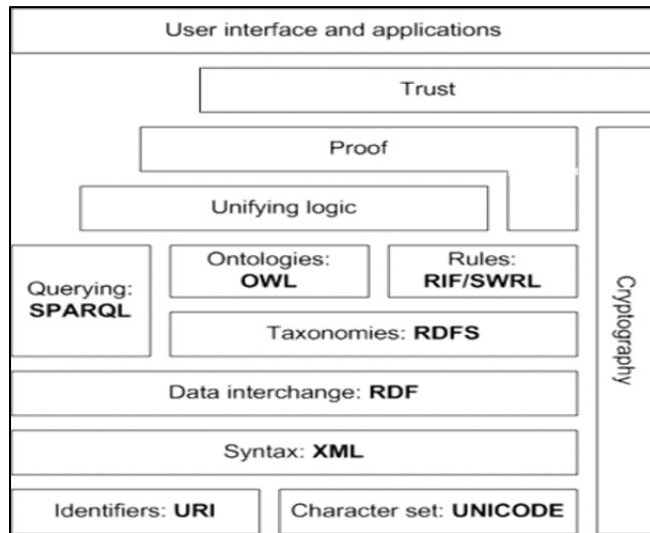 User interface and applications
Trust
Proof
Unifying logic
Querying:
SPARQL
Ontologies:
OWL
Rules:
RIF/SWRL
Taxonomies: RDFS
Data interchange: RDF
Syntax: XML
Identifiers: URI
Character set: UNICODE
Cryptography